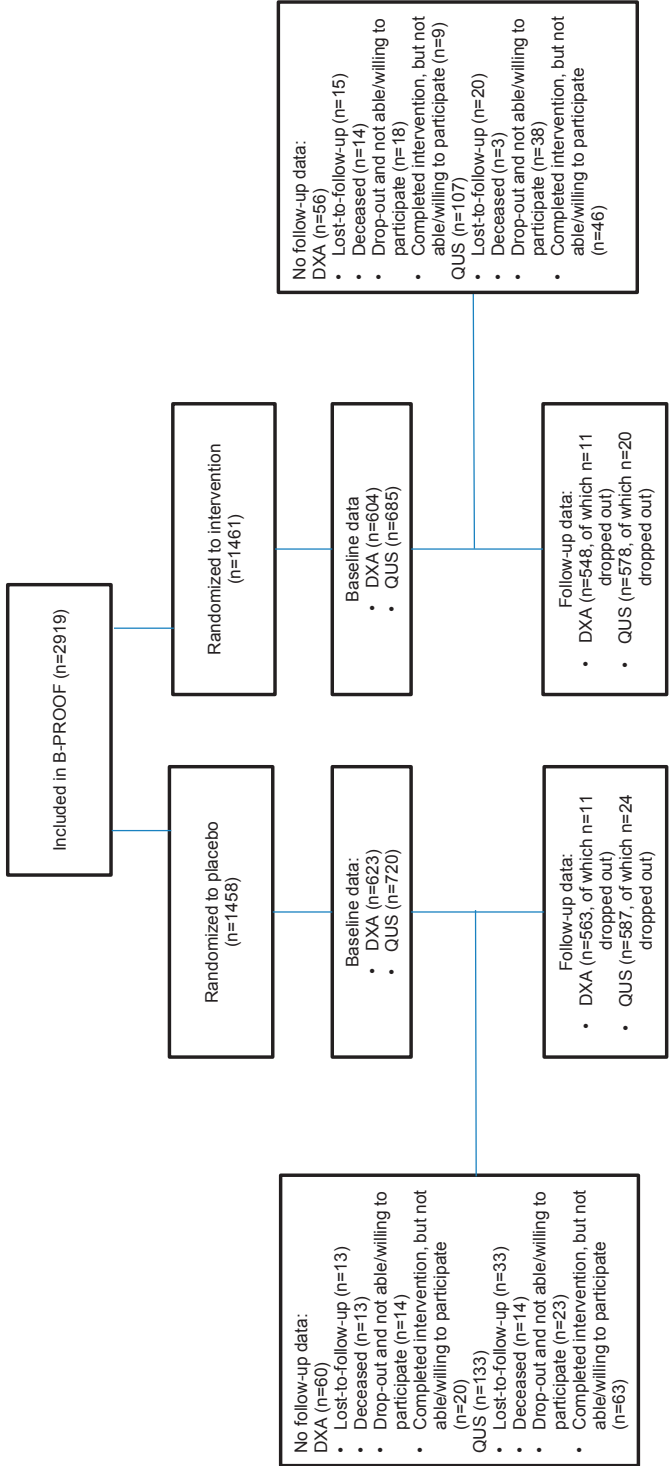 Included in B-PROOF (n=2919)
Randomized to placebo
(n=1458)
Randomized to intervention
(n=1461)
Baseline data:
• DXA (n=623)
• QUS (n=720)
Baseline data
• DXA (n=604)
• QUS (n=685)
No follow-up data:
DXA (n=60)
• Lost-to-follow-up (n=13)
• Deceased (n=13)
• Drop-out and not able/willing to
participate (n=14)
• Completed intervention, but not
able/willing to participate
(n=20)
QUS (n=133)
• Lost-to-follow-up (n=33)
• Deceased (n=14)
• Drop-out and not able/willing to
participate (n=23)
• Completed intervention, but not
able/willing to participate
(n=63)
No follow-up data:
DXA (n=56)
• Lost-to-follow-up (n=15)
• Deceased (n=14)
• Drop-out and not able/willing to
participate (n=18)
• Completed intervention, but not
able/willing to participate (n=9)
QUS (n=107)
• Lost-to-follow-up (n=20)
• Deceased (n=3)
• Drop-out and not able/willing to
participate (n=38)
• Completed intervention, but not
able/willing to participate
(n=46)
Follow-up data:
• DXA (n=563, of which n=11
dropped out)
• QUS (n=587, of which n=24
dropped out)
Follow-up data:
• DXA (n=548, of which n=11
dropped out)
• QUS (n=578, of which n=20
dropped out)